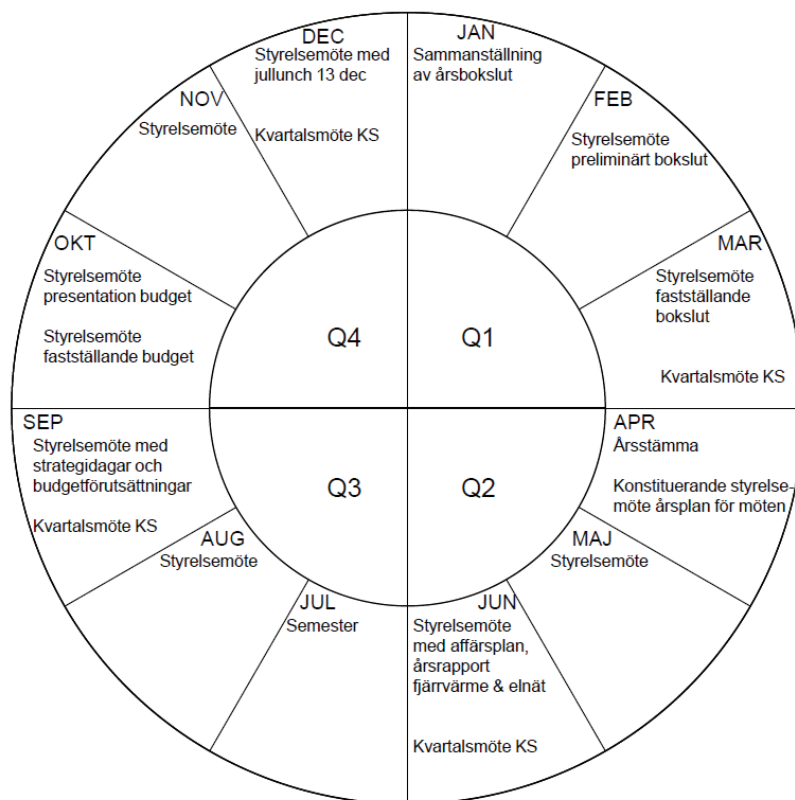 JAN
Sammanställning
av årsbokslut
FEB
Styrelsemöte
preliminärt bokslut
MAR
Styrelsemöte
fastställande
bokslut
Kvartalsmöte KS
APR
Årsstämma
Konstituerande styrelse-
möte årsplan för möten
MAJ
Styrelsemöte
JUN
Styrelsemöte
med affärsplan,
årsrapport
fjärrvärme & elnät
Kvartalsmöte KS
JUL
Semester
AUG
Styrelsemöte
SEP
Styrelsemöte med
strategidagar och
budgetförutsättningar
Kvartalsmöte KS
OKT
Styrelsemöte
presentation budget
Styrelsemöte
fastställande budget
NOV
Styrelsemöte
DEC
Styrelsemöte med
jullunch 13 dec
Kvartalsmöte KS
Q4
Q1
Q3
Q2